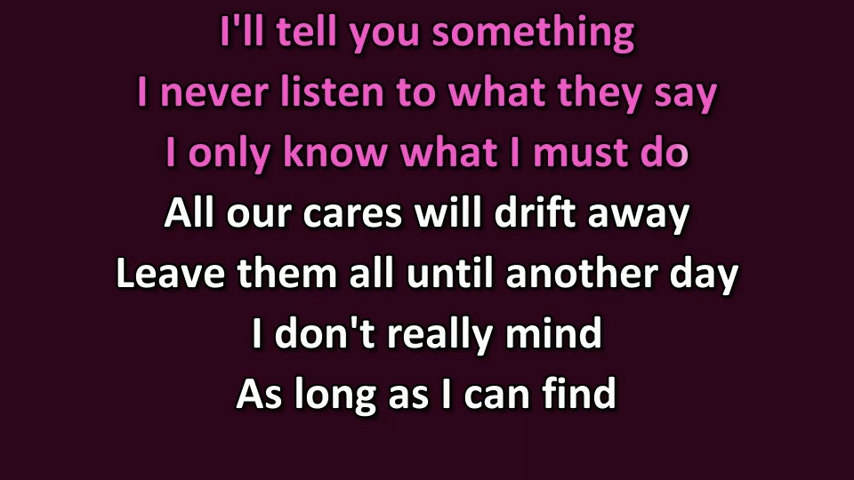 I'll tell you something
I never listen to what they say
I only know what I must do
All our cares will drift away
Leave them all until another day
I don't really mind
As long as I can find